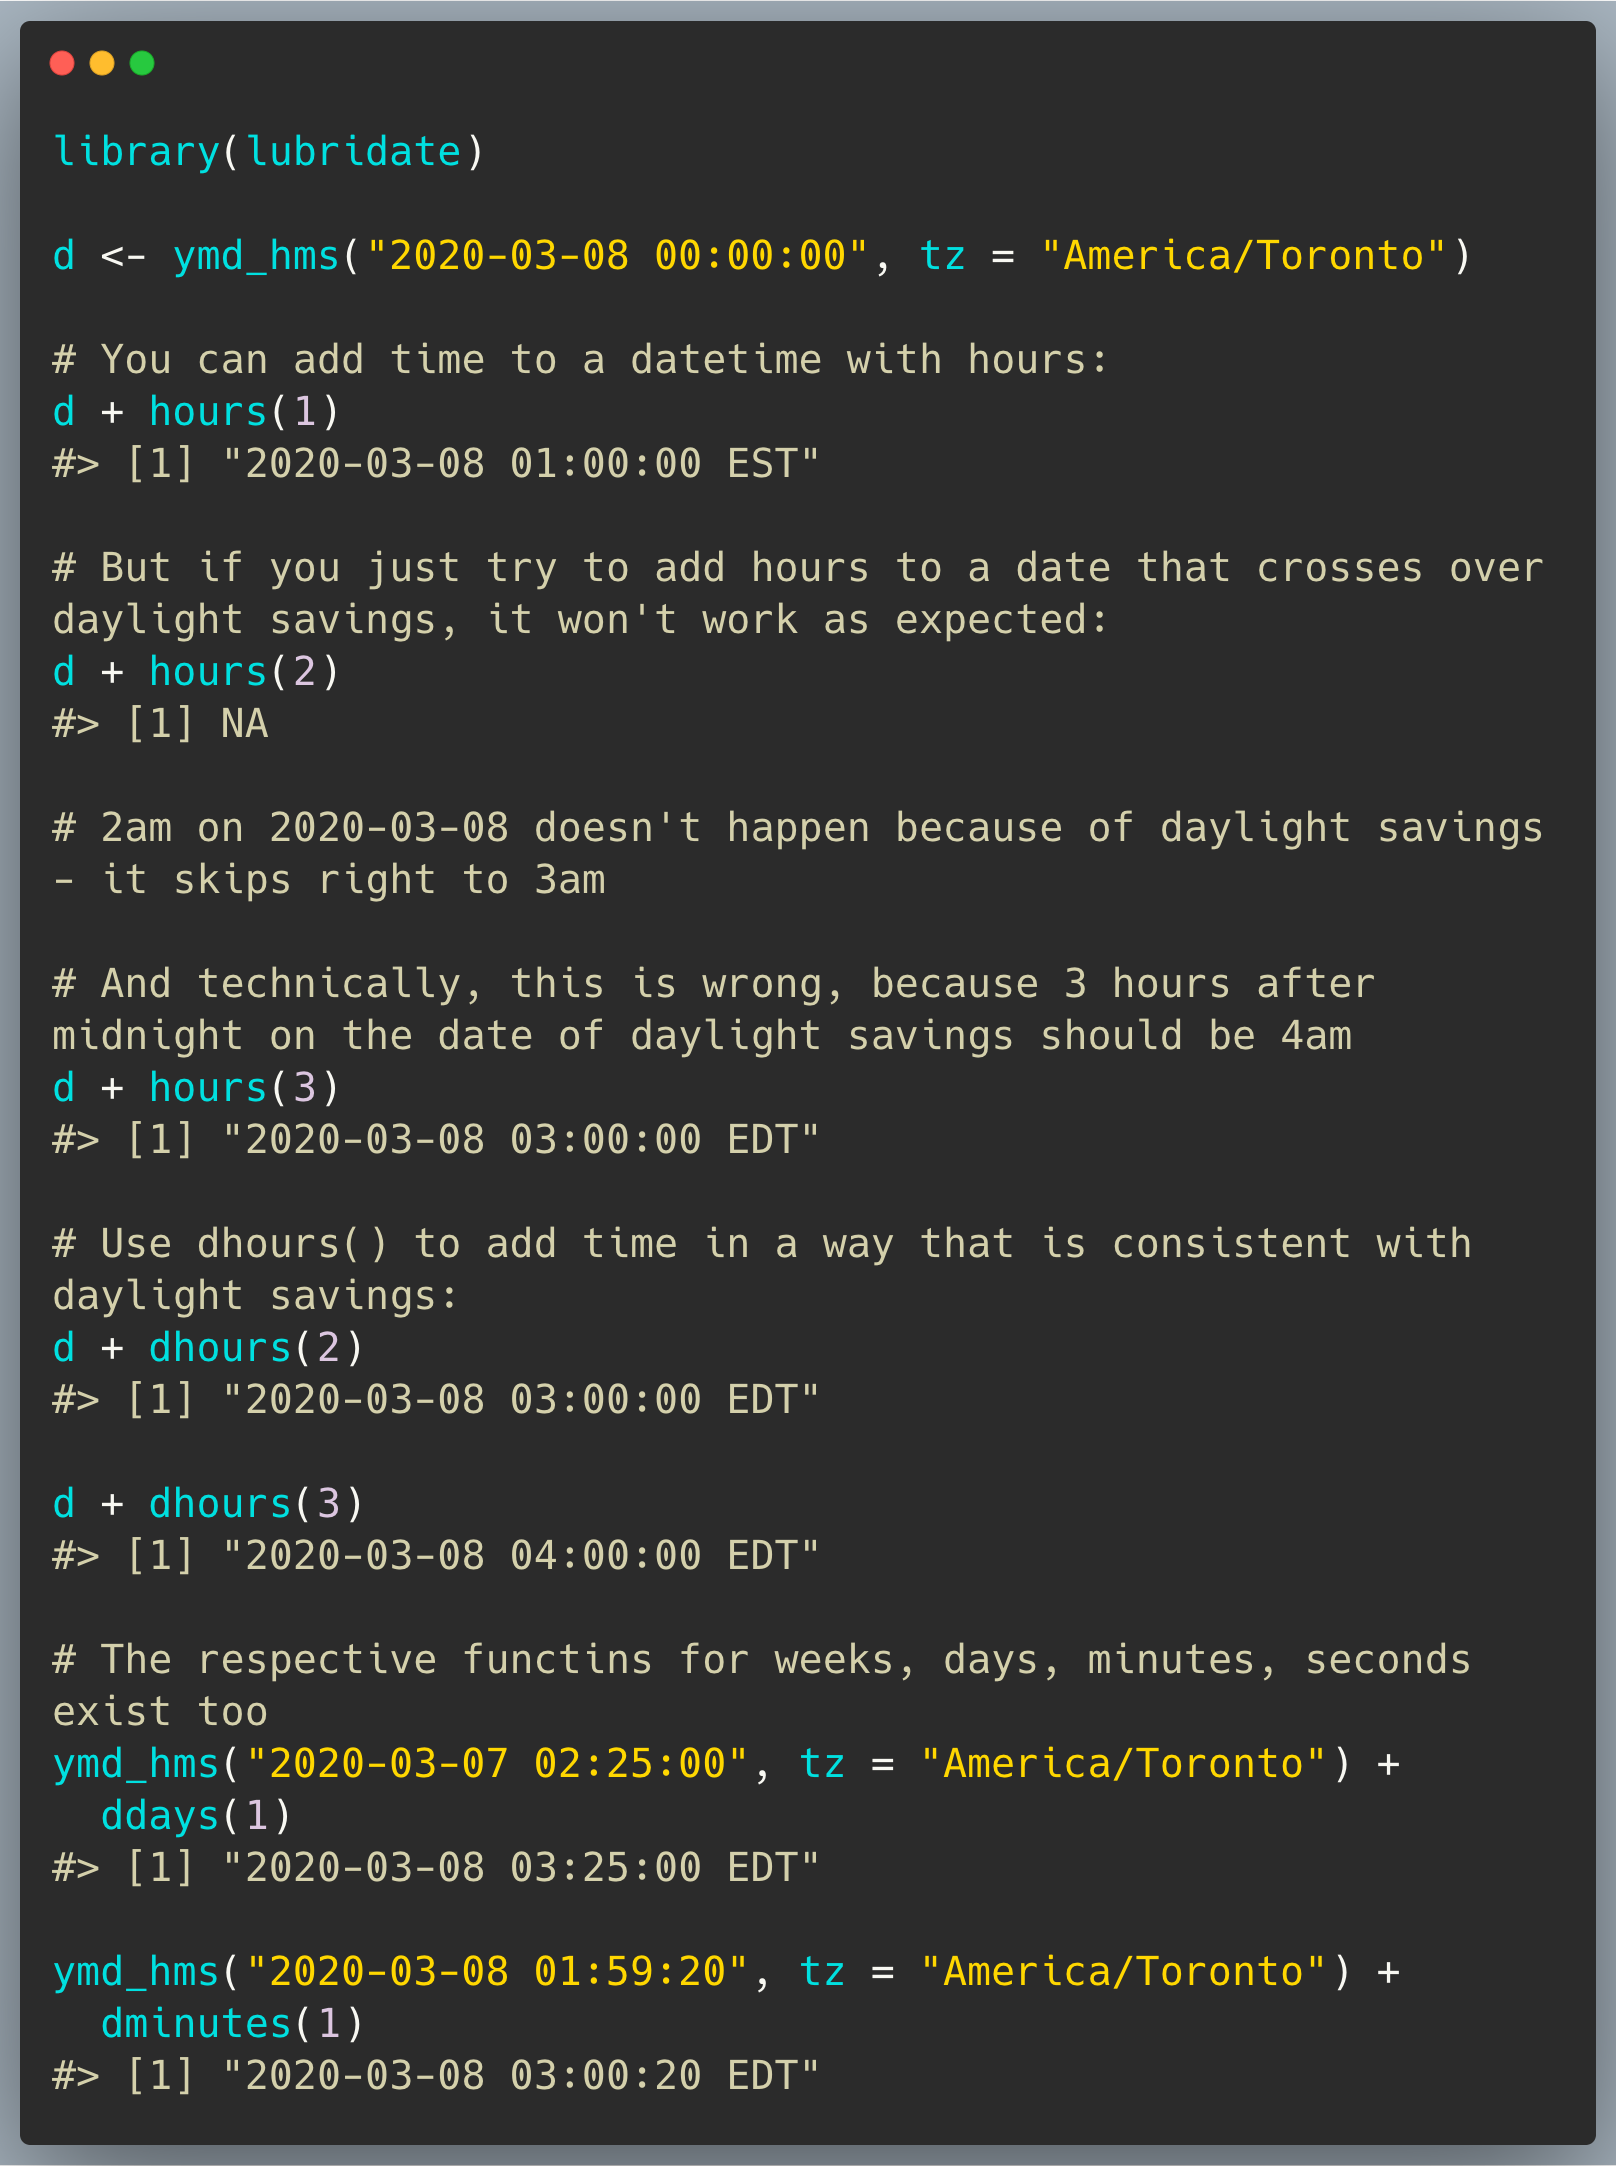 library(lubridate)
d <- ymd_hms("2020-03-08 00:00:00", tz = "America/Toronto")
# You can add time to a datetime with hours:
d + hours(1)
#> [1] "2020-03-08 01:00:00 EST"
# But if you just try to add hours to a date that crosses over
daylight savings, it won't work as expected:
d + hours(2)
#> [1] NA
# 2am on 2020-03-08 doesn't happen because of daylight savings
- it skips right to 3am
# And technically, this is wrong, because 3 hours after
midnight on the date of daylight savings should be 4am
d + hours(3)
#> [1] "2020-03-08 03:00:00 EDT"
# Use dhours() to add time in a way that is consistent with
daylight savings:
d + dhours(2)
#> [1] "2020-03-08 03:00:00 EDT"
d + dhours(3)
#> [1] "2020-03-08 04:00:00 EDT"
# The respective functins for weeks, days, minutes, seconds
exist too
ymd_hms("2020-03-07 02:25:00", tz = "America/Toronto") +
  ddays(1)
#> [1] "2020-03-08 03:25:00 EDT"
ymd_hms("2020-03-08 01:59:20", tz = "America/Toronto") +
  dminutes(1)
#> [1] "2020-03-08 03:00:20 EDT"